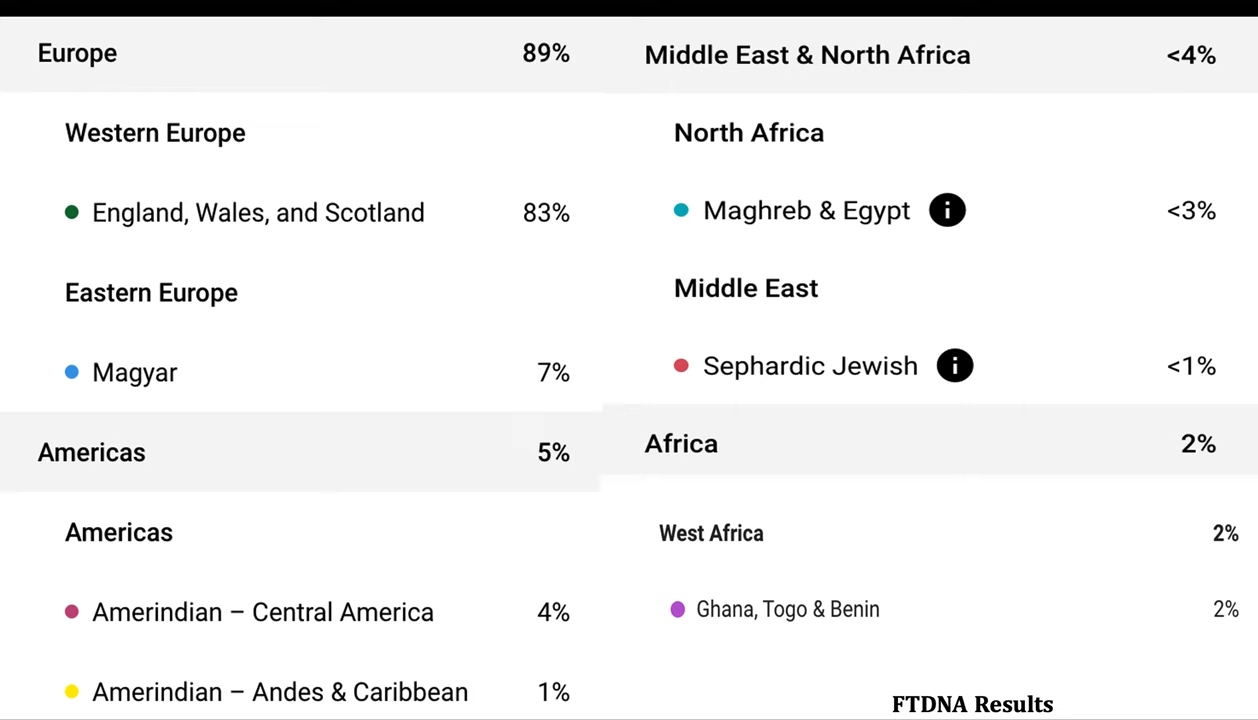 Europe 89%
Western Europe
England, Wales, and Scotland 83%
Eastern Europe
Magyar 7%
Americas 5%
Americas
Amerindian – Central America 4%
Amerindian – Andes & Caribbean 1%
Middle East & North Africa <4%
North Africa
Maghreb & Egypt i <3%
Middle East
Sephardic Jewish i <1%
Africa 2%
West Africa 2%
Ghana, Togo & Benin 2%
FTDNA Results